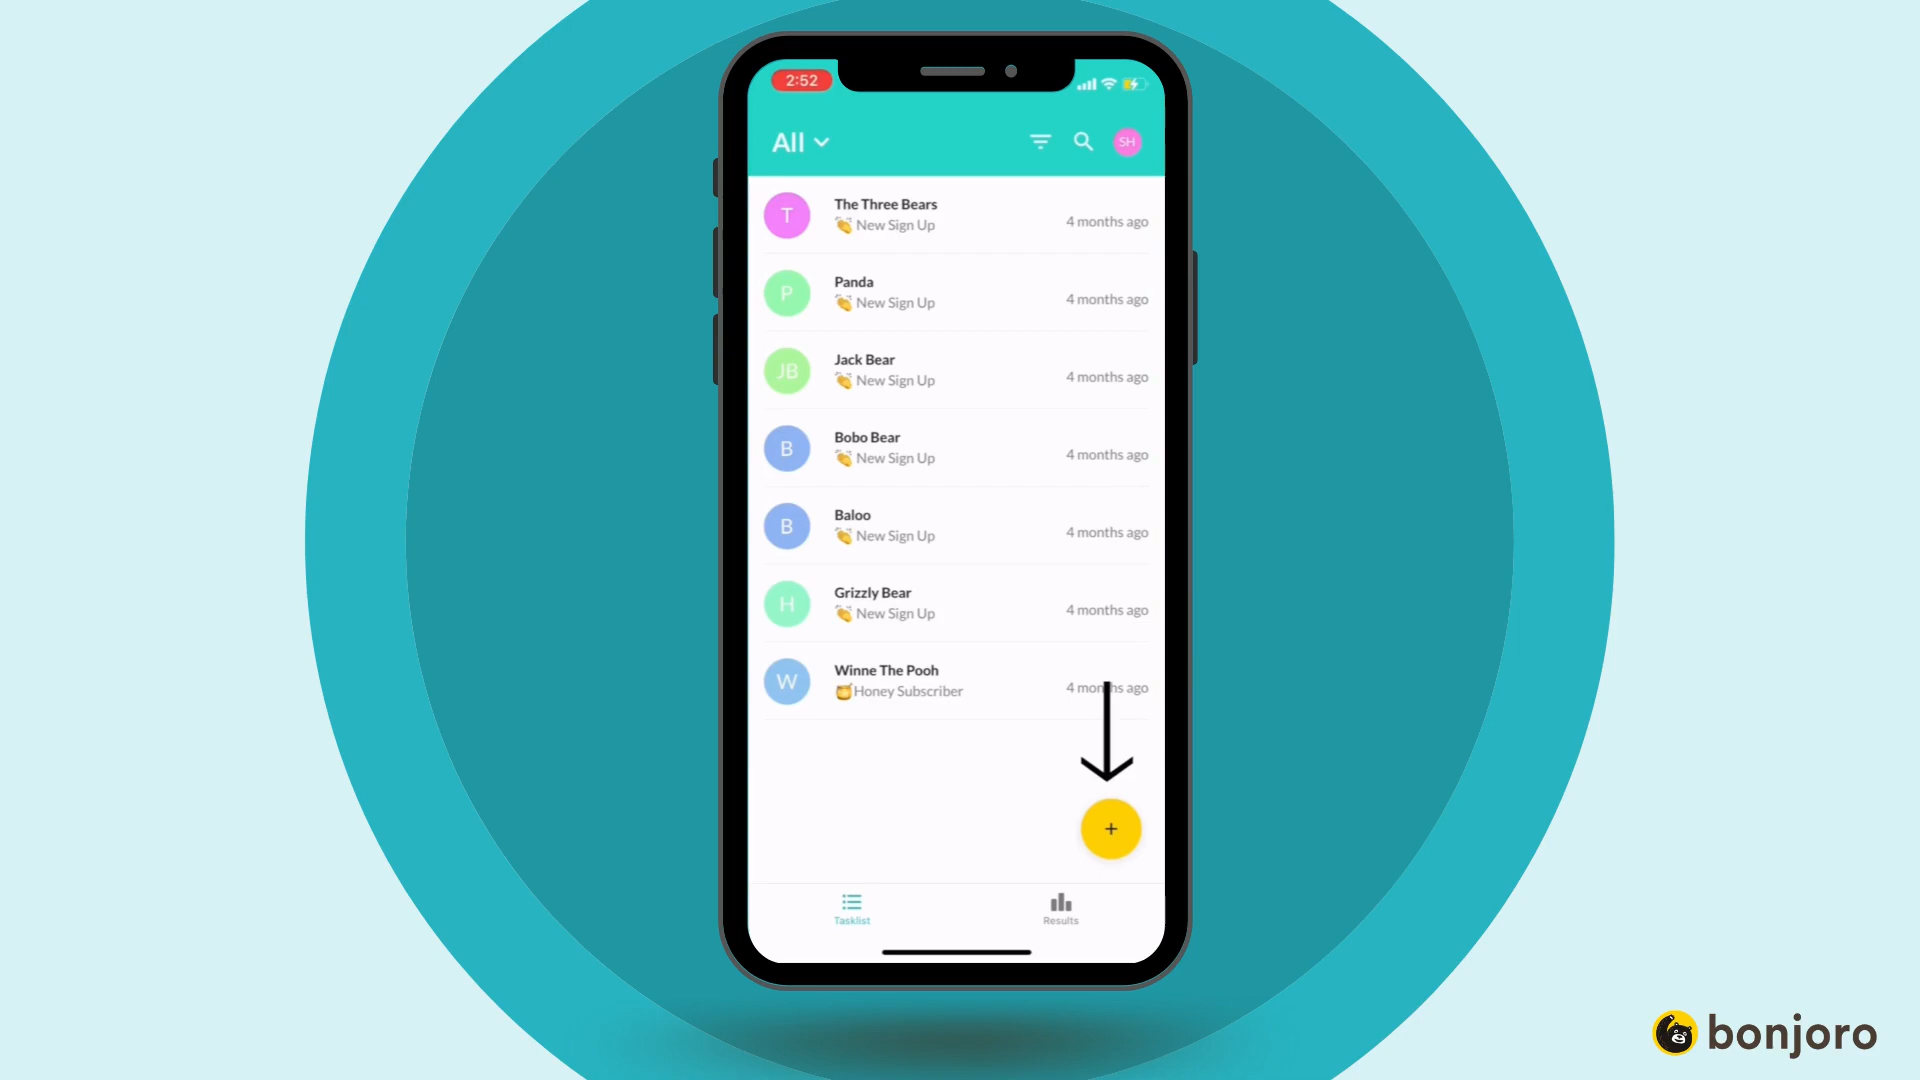 2:52
All
SH
T
The Three Bears
New Sign Up
4 months ago
P
Panda
New Sign Up
4 months ago
JB
Jack Bear
New Sign Up
4 months ago
B
Bobo Bear
New Sign Up
4 months ago
B
Baloo
New Sign Up
4 months ago
H
Grizzly Bear
New Sign Up
4 months ago
W
Winne The Pooh
Honey Subscriber
4 months ago
+
Tasklist
Results
bonjoro